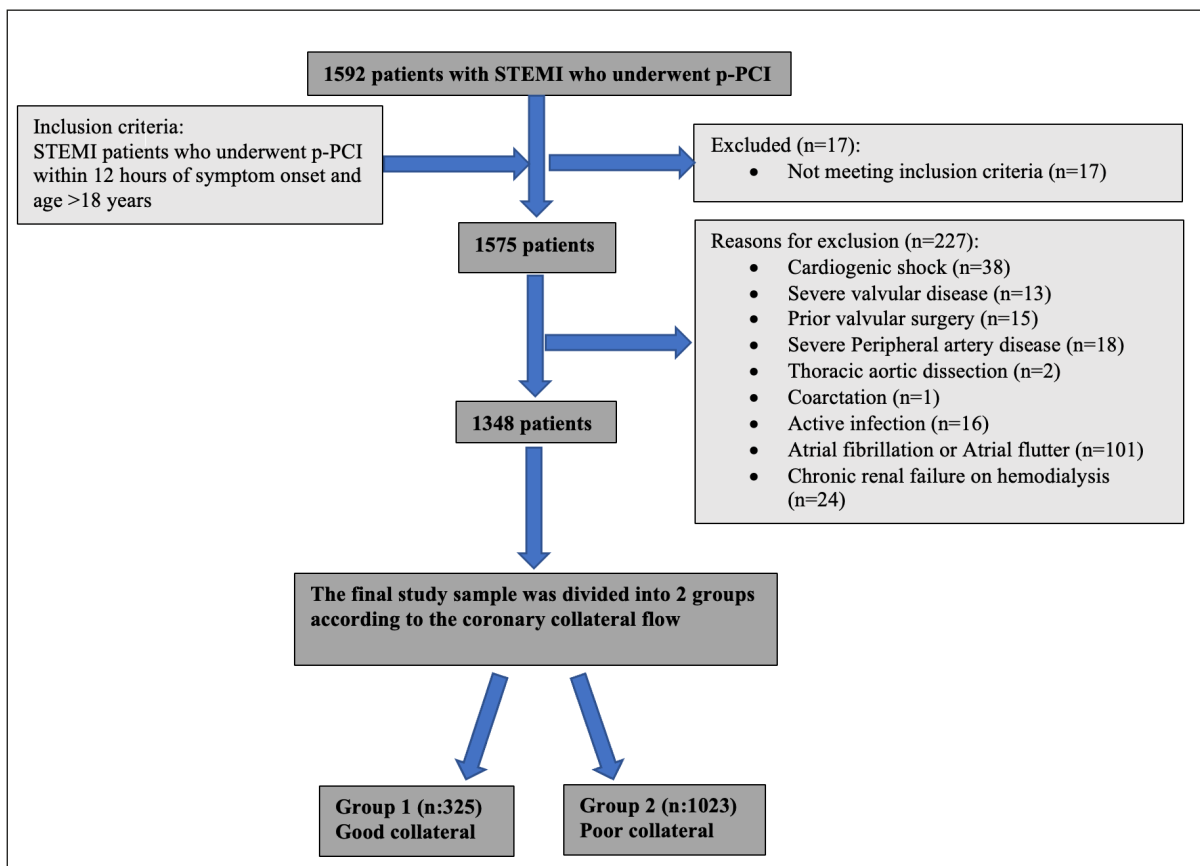 1592 patients with STEMI who underwent p-PCI
Inclusion criteria:
STEMI patients who underwent p-PCI
within 12 hours of symptom onset and
age >18 years
Excluded (n=17):
• Not meeting inclusion criteria (n=17)
1575 patients
Reasons for exclusion (n=227):
• Cardiogenic shock (n=38)
• Severe valvular disease (n=13)
• Prior valvular surgery (n=15)
• Severe Peripheral artery disease (n=18)
• Thoracic aortic dissection (n=2)
• Coarctation (n=1)
• Active infection (n=16)
• Atrial fibrillation or Atrial flutter (n=101)
• Chronic renal failure on hemodialysis
(n=24)
1348 patients
The final study sample was divided into 2 groups
according to the coronary collateral flow
Group 1 (n:325)
Good collateral
Group 2 (n:1023)
Poor collateral